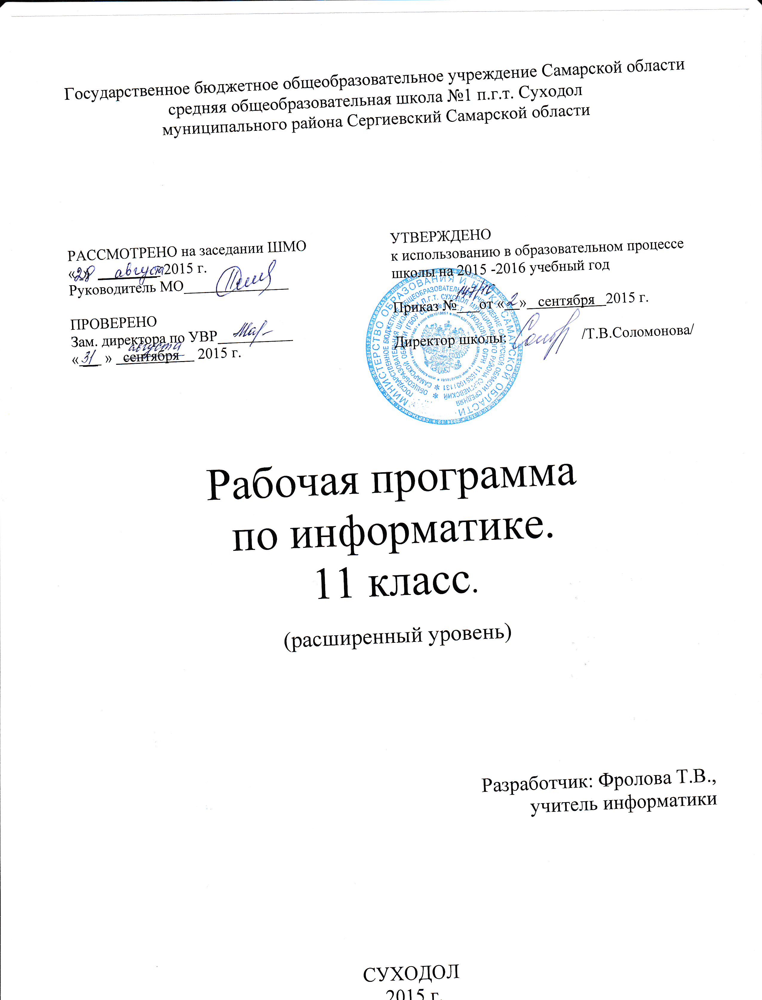 Государственное бюджетное общеобразовательное учреждение Самарской области
средняя общеобразовательная школа №1 п.г.т. Суходол
муниципального района Сергиевский Самарской области
РАССМОТРЕНО на заседании ШМО
«28» августа 2015 г.
Руководитель МО
ПРОВЕРЕНО
Зам. директора по УВР
августа
«31» сентября 2015 г.
УТВЕРЖДЕНО
к использованию в образовательном процессе
школы на 2015 -2016 учебный год
Приказ № от «2» сентября 2015 г.
Директор школы: /Т.В.Соломонова/
МИНИСТЕРСТВО ОБРАЗОВАНИЯ И НАУКИ САМАРСКОЙ ОБЛАСТИ
Рабочая программа
по информатике.
11 класс.
(расширенный уровень)
Разработчик: Фролова Т.В.,
учитель информатики
СУХОДОЛ
2015 г.